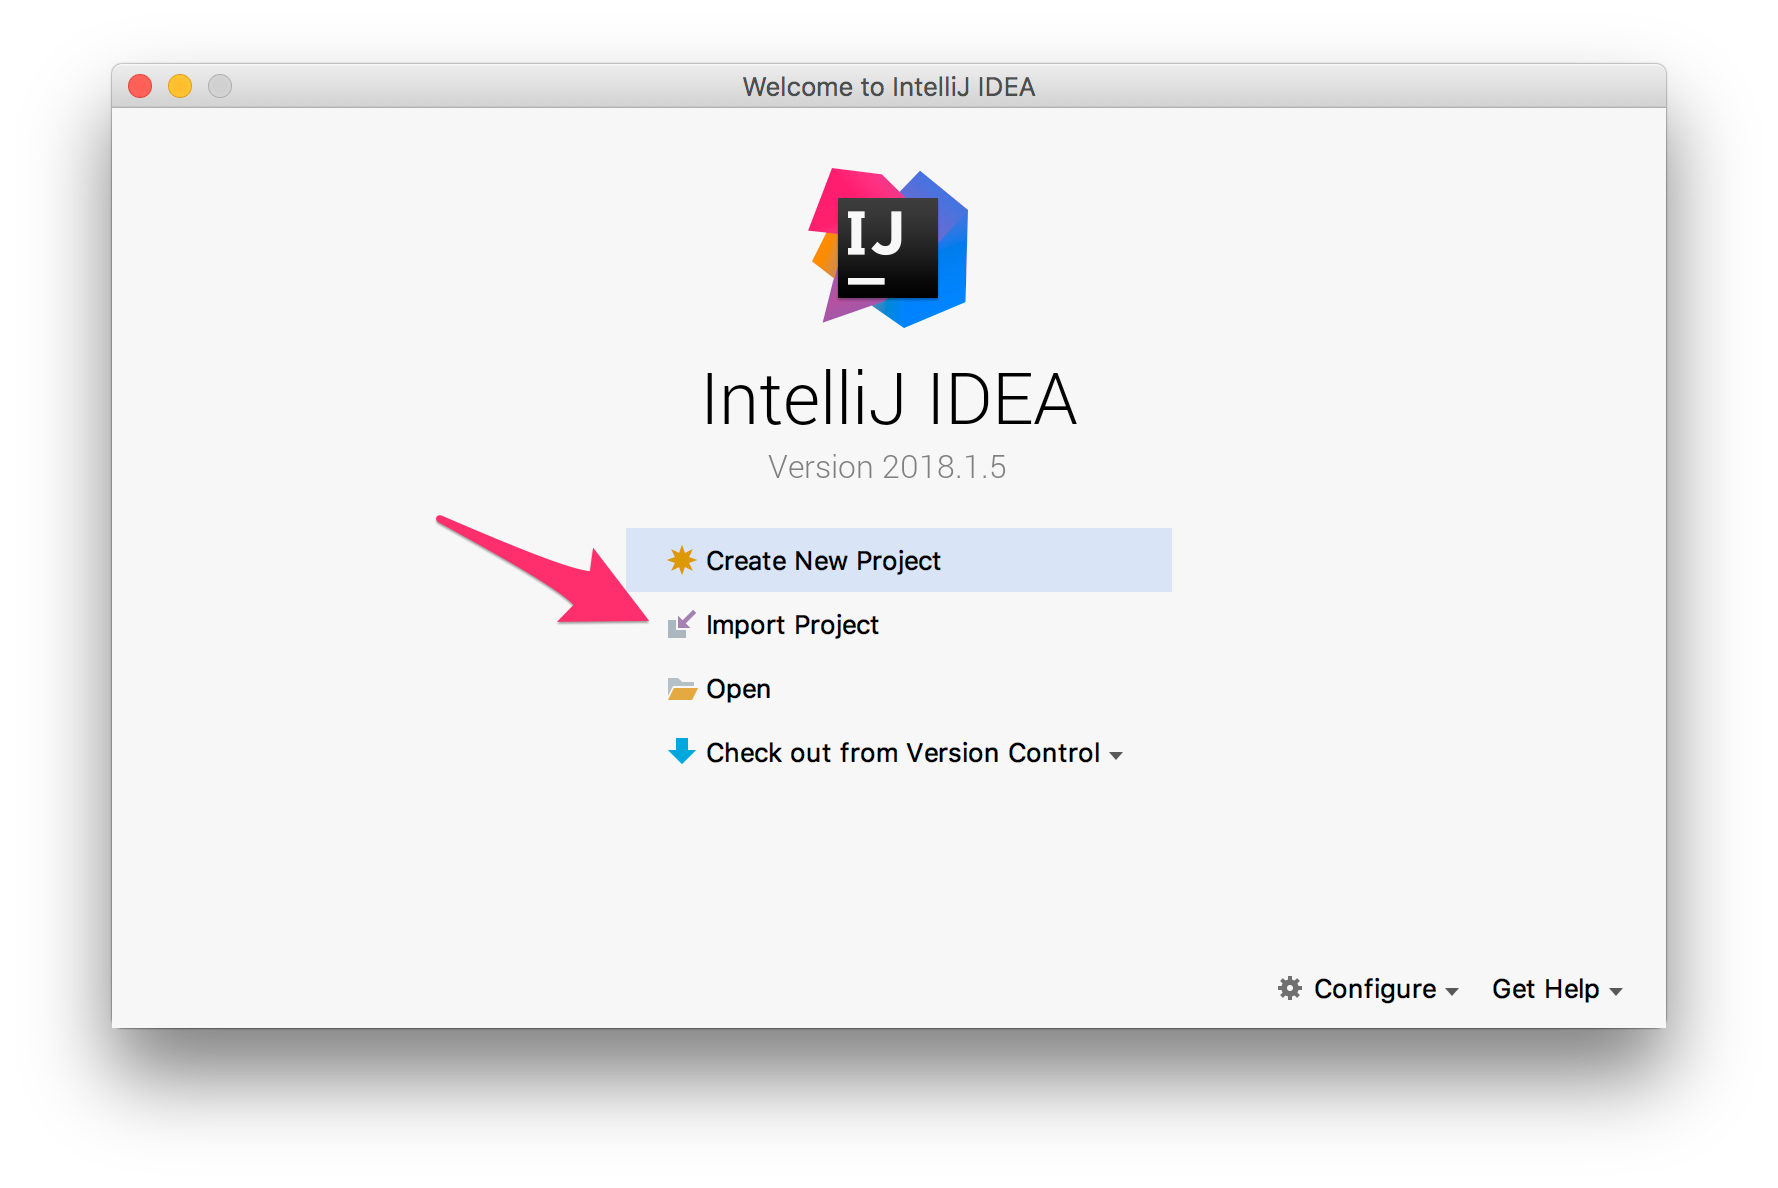 Welcome to IntelliJ IDEA
IJ
IntelliJ IDEA
Version 2018.1.5
Create New Project
Import Project
Open
Check out from Version Control
Configure
Get Help